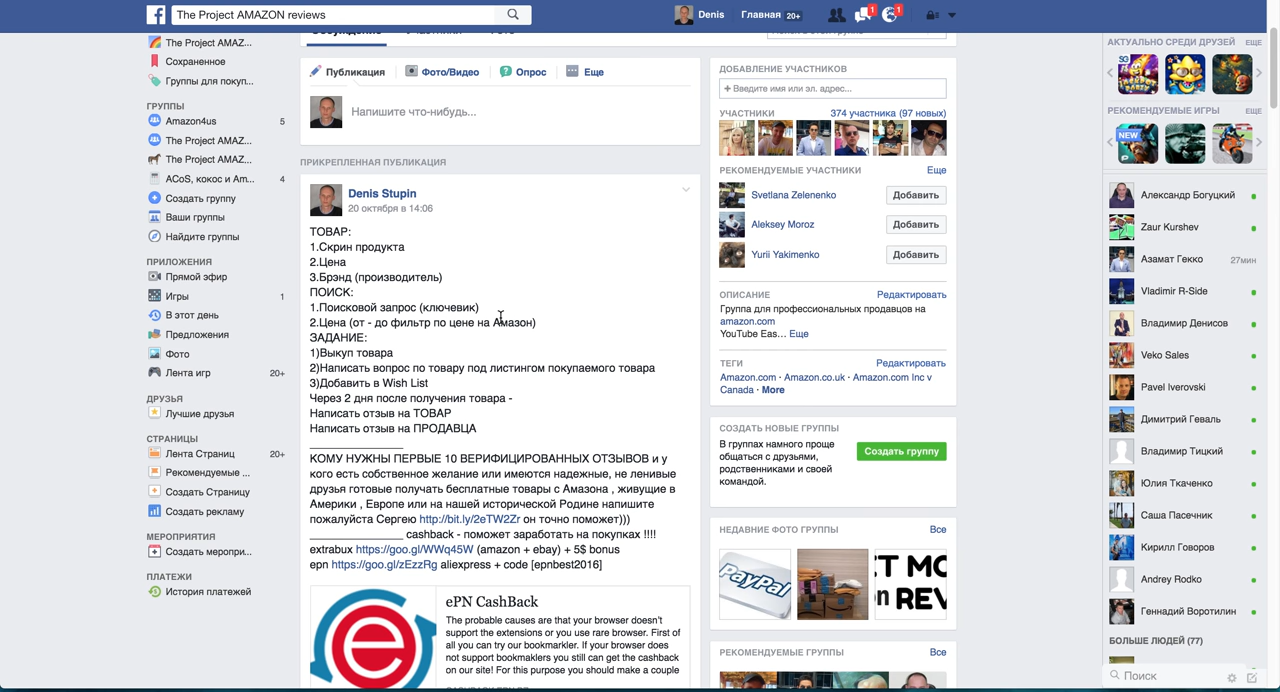 The Project AMAZON reviews
Denis
Главная 20+
1
1
The Project AMAZ...
Сохраненное
Группы для покуп...
ГРУППЫ
Amazon4us 5
The Project AMAZ...
The Project AMAZ...
ACoS, кокос и Am... 4
Создать группу
Ваши группы
Найдите группы
ПРИЛОЖЕНИЯ
Прямой эфир
Игры 1
В этот день
Предложения
Фото
Лента игр 20+
ДРУЗЬЯ
Лучшие друзья
СТРАНИЦЫ
Лента Страниц 20+
Рекомендуемые ...
Создать Страницу
Создать рекламу
МЕРОПРИЯТИЯ
Создать меропри...
ПЛАТЕЖИ
История платежей
Публикация
Фото/Видео
Опрос
Еще
Напишите что-нибудь...
ПРИКРЕПЛЕННАЯ ПУБЛИКАЦИЯ
Denis Stupin
20 октября в 14:06
ТОВАР:
1.Скрин продукта
2.Цена
3.Брэнд (производитель)
ПОИСК:
1.Поисковой запрос (ключевик)
2.Цена (от - до фильтр по цене на Амазон)
ЗАДАНИЕ:
1)Выкуп товара
2)Написать вопрос по товару под листингом покупаемого товара
3)Добавить в Wish List
Через 2 дня после получения товара -
Написать отзыв на ТОВАР
Написать отзыв на ПРОДАВЦА
_______________
КОМУ НУЖНЫ ПЕРВЫЕ 10 ВЕРИФИЦИРОВАННЫХ ОТЗЫВОВ и у
кого есть собственное желание или имеются надежные, не ленивые
друзья готовые получать бесплатные товары с Амазона , живущие в
Америки , Европе или на нашей исторической Родине напишите
пожалуйста Сергею http://bit.ly/2eTW2Zr он точно поможет)))
_______________ cashback - поможет заработать на покупках !!!!
extrabux https://goo.gl/WWq45W (amazon + ebay) + 5$ bonus
epn https://goo.gl/zEzzRg aliexpress + code [epnbest2016]
ePN CashBack
The probable causes are that your browser doesn't
support the extensions or you use rare browser. First of
all you can try our bookmarkler. If your browser does
not support bookmaklers you still can get the cashback
on our site! For this purpose you should make a couple
ДОБАВЛЕНИЕ УЧАСТНИКОВ
+ Введите имя или эл. адрес...
УЧАСТНИКИ 374 участника (97 новых)
РЕКОМЕНДУЕМЫЕ УЧАСТНИКИ Еще
Svetlana Zelenenko Добавить
Aleksey Moroz Добавить
Yurii Yakimenko Добавить
ОПИСАНИЕ Редактировать
Группа для профессиональных продавцов на
amazon.com
YouTube Eas... Еще
ТЕГИ Редактировать
Amazon.com · Amazon.co.uk · Amazon.com Inc v
Canada · More
СОЗДАТЬ НОВЫЕ ГРУППЫ
В группах намного проще
общаться с друзьями,
родственниками и своей
командой.
Создать группу
НЕДАВНИЕ ФОТО ГРУППЫ Все
PayPal
РЕКОМЕНДУЕМЫЕ ГРУППЫ Все
АКТУАЛЬНО СРЕДИ ДРУЗЕЙ ЕЩЕ
SG
РЕКОМЕНДУЕМЫЕ ИГРЫ ЕЩЕ
NEW
Александр Богуцкий
Zaur Kurshev
Азамат Гекко 27мин
Vladimir R-Side
Владимир Денисов
Veko Sales
Pavel Iverovski
Димитрий Геваль
Владимир Тицкий
Юлия Ткаченко
Саша Пасечник
Кирилл Говоров
Andrey Rodko
Геннадий Воротилин
БОЛЬШЕ ЛЮДЕЙ (77)
Поиск